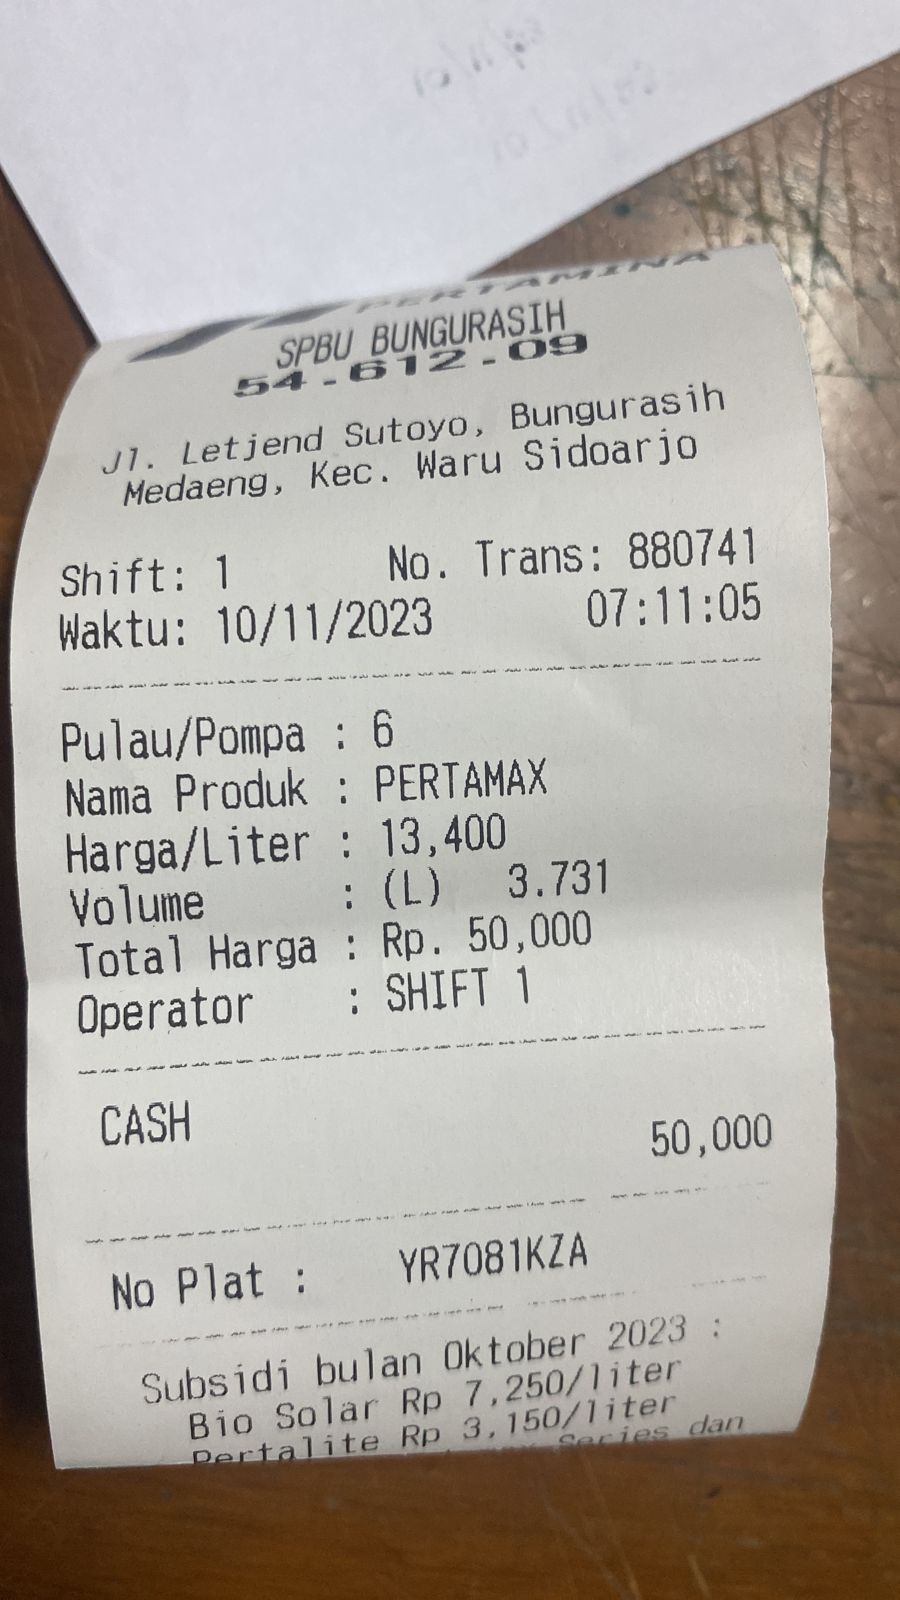 PERTAMINA
SPBU BUNGURASIH
54-612-09
Jl. Letjend Sutoyo, Bungurasih
Medaeng, Kec. Waru Sidoarjo
Shift: 1 No. Trans: 880741
Waktu: 10/11/2023 07:11:05
Pulau/Pompa : 6
Nama Produk : PERTAMAX
Harga/Liter : 13,400
Volume : (L) 3.731
Total Harga : Rp. 50,000
Operator : SHIFT 1
CASH 50,000
No Plat : YR7081KZA
Subsidi bulan Oktober 2023 :
Bio Solar Rp 7,250/liter
Pertalite Rp 3,150/liter
Series dan